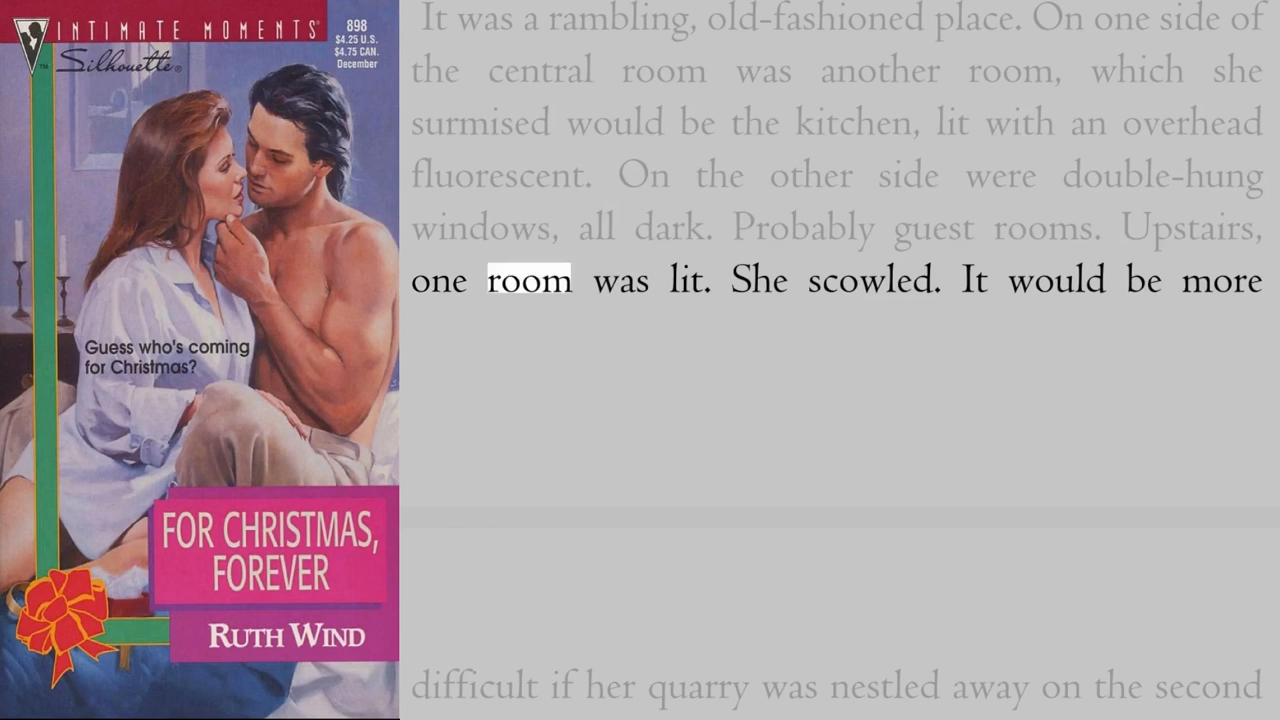 INTIMATE MOMENTS®
Silhouette®
TM
898
$4.25 U.S.
$4.75 CAN.
December
Guess who's coming
for Christmas?
FOR CHRISTMAS,
FOREVER
RUTH WIND
It was a rambling, old-fashioned place. On one side of
the central room was another room, which she
surmised would be the kitchen, lit with an overhead
fluorescent. On the other side were double-hung
windows, all dark. Probably guest rooms. Upstairs,
one room was lit. She scowled. It would be more
difficult if her quarry was nestled away on the second